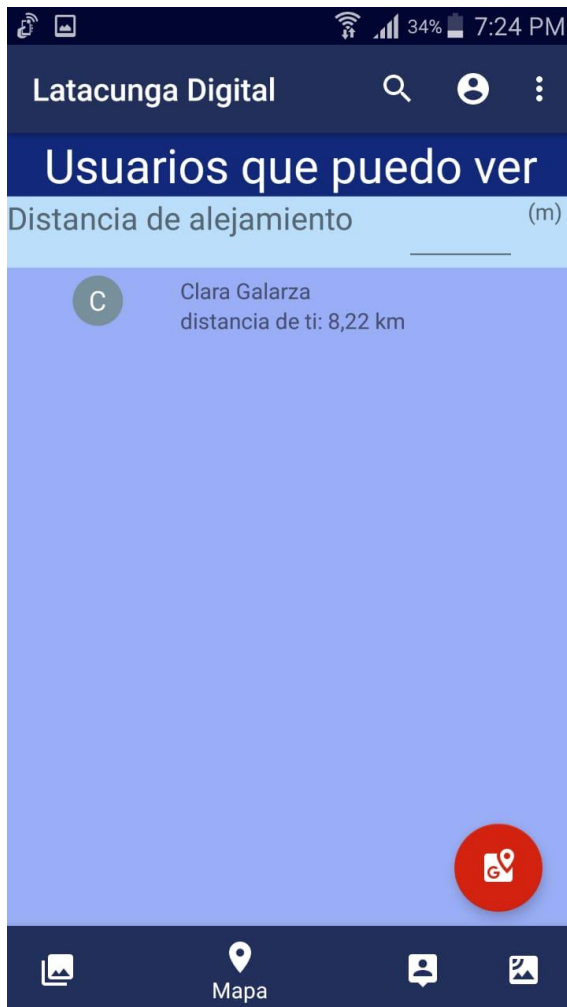 34% 7:24 PM
Latacunga Digital
Usuarios que puedo ver
Distancia de alejamiento (m)
C
Clara Galarza
distancia de ti: 8,22 km
G
Mapa